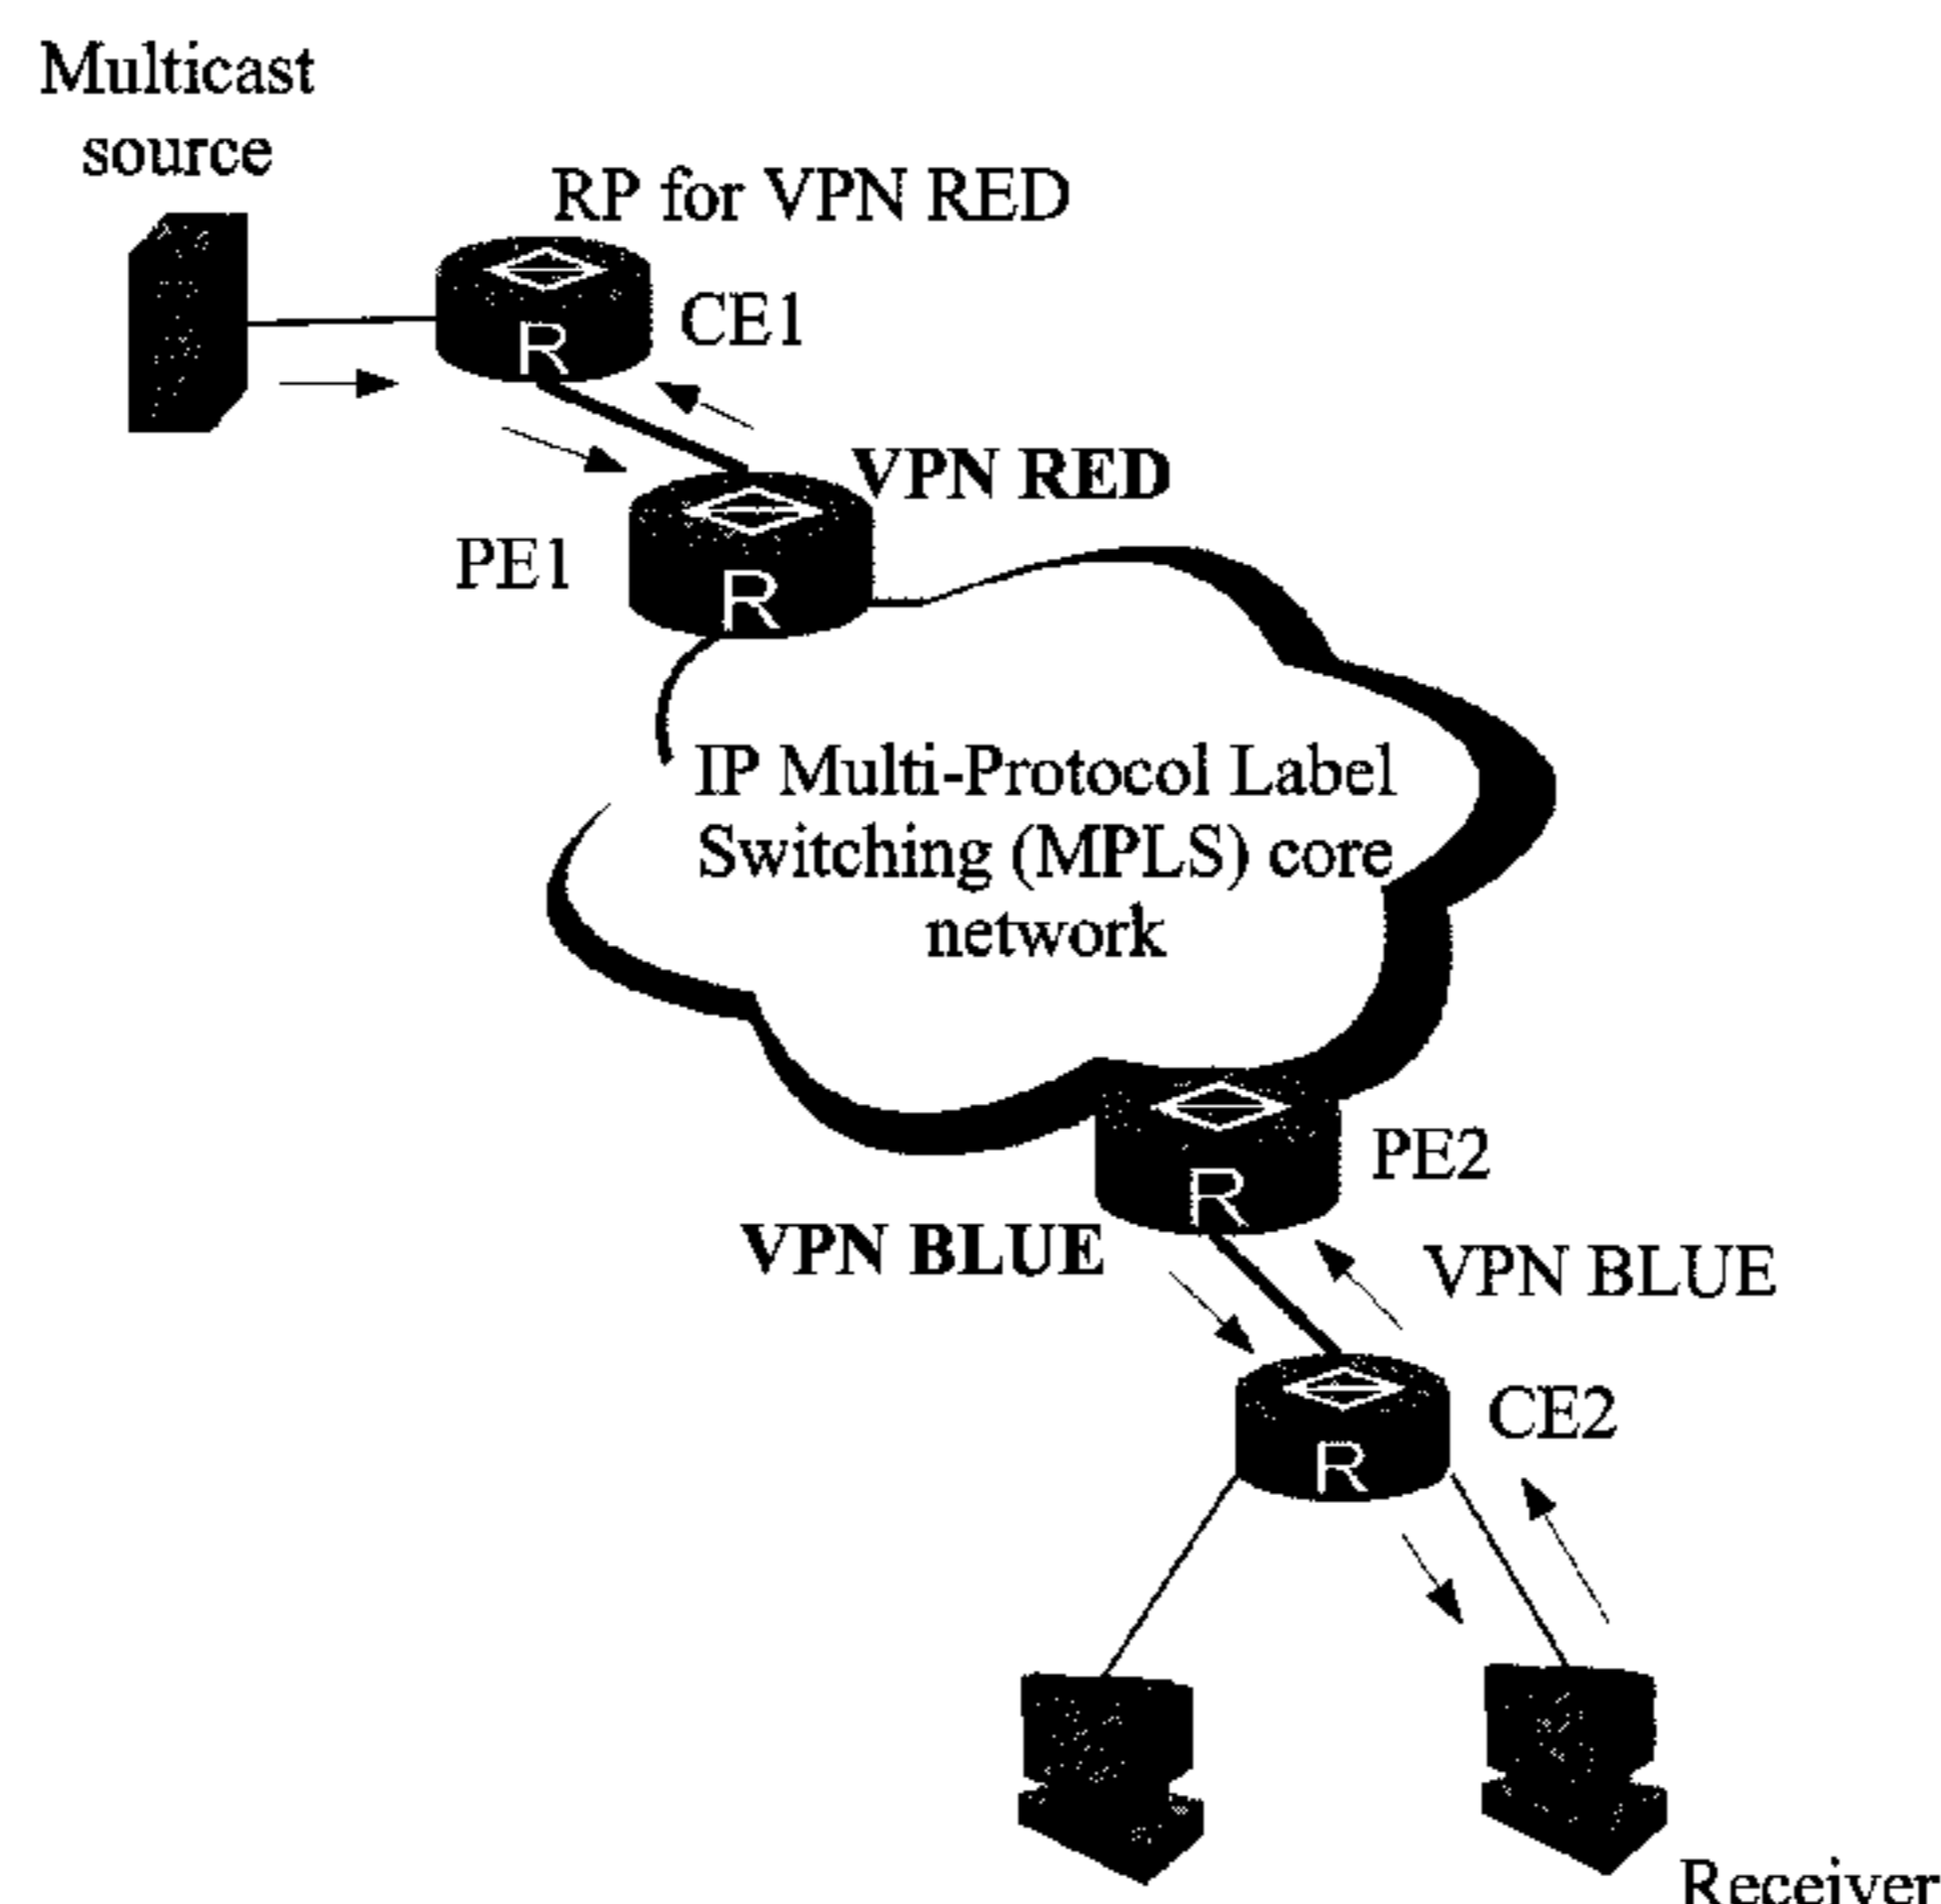 Multicast
source
RP for VPN RED
R
CE1
VPN RED
PE1
R
IP Multi-Protocol Label
Switching (MPLS) core
network
PE2
R
VPN BLUE
VPN BLUE
CE2
R
Receiver